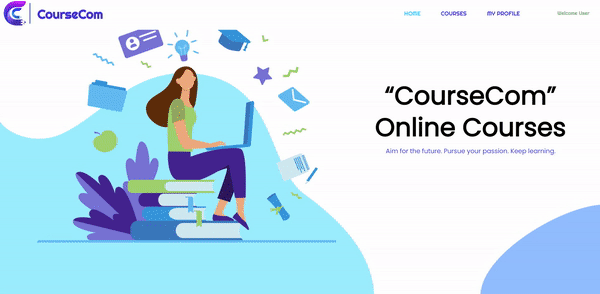 CourseCom
HOME COURSES MY PROFILE Welcome User
“CourseCom”
Online Courses
Aim for the future. Pursue your passion. Keep learning.